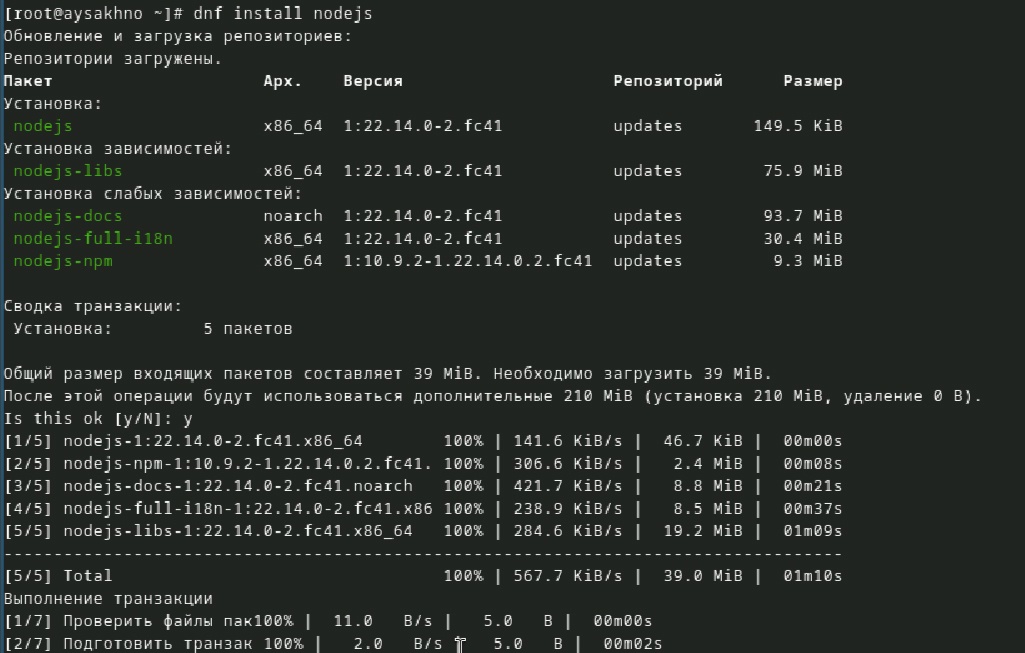 [root@aysakhno ~]# dnf install nodejs
Обновление и загрузка репозиториев:
Репозитории загружены.
Пакет Арх. Версия Репозиторий Размер
Установка:
nodejs x86_64 1:22.14.0-2.fc41 updates 149.5 KiB
Установка зависимостей:
nodejs-libs x86_64 1:22.14.0-2.fc41 updates 75.9 MiB
Установка слабых зависимостей:
nodejs-docs noarch 1:22.14.0-2.fc41 updates 93.7 MiB
nodejs-full-i18n x86_64 1:22.14.0-2.fc41 updates 30.4 MiB
nodejs-npm x86_64 1:10.9.2-1.22.14.0.2.fc41 updates 9.3 MiB
Сводка транзакции:
Установка: 5 пакетов
Общий размер входящих пакетов составляет 39 MiB. Необходимо загрузить 39 MiB.
После этой операции будут использоваться дополнительные 210 MiB (установка 210 MiB, удаление 0 B).
Is this ok [y/N]: y
[1/5] nodejs-1:22.14.0-2.fc41.x86_64 100% | 141.6 KiB/s | 46.7 KiB | 00m00s
[2/5] nodejs-npm-1:10.9.2-1.22.14.0.2.fc41. 100% | 306.6 KiB/s | 2.4 MiB | 00m08s
[3/5] nodejs-docs-1:22.14.0-2.fc41.noarch 100% | 421.7 KiB/s | 8.8 MiB | 00m21s
[4/5] nodejs-full-i18n-1:22.14.0-2.fc41.x86 100% | 238.9 KiB/s | 8.5 MiB | 00m37s
[5/5] nodejs-libs-1:22.14.0-2.fc41.x86_64 100% | 284.6 KiB/s | 19.2 MiB | 01m09s
------------------------------------------------------------------------------------
[5/5] Total 100% | 567.7 KiB/s | 39.0 MiB | 01m10s
Выполнение транзакции
[1/7] Проверить файлы пак100% | 11.0 B/s | 5.0 B | 00m00s
[2/7] Подготовить транзак 100% | 2.0 B/s | 5.0 B | 00m02s